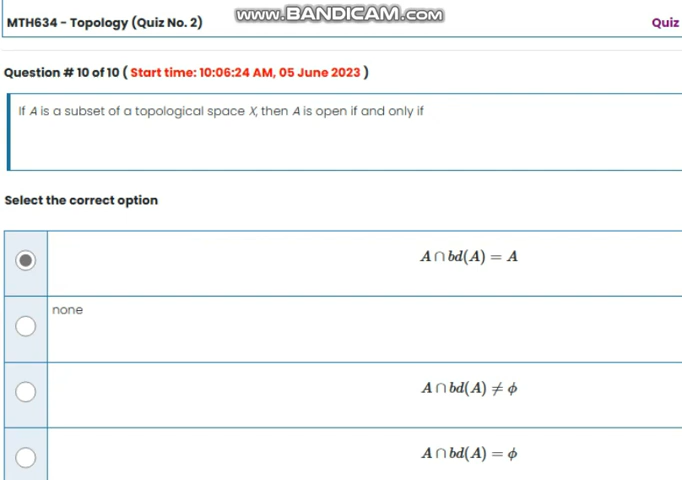 www.BANDICAM.com
MTH634 - Topology (Quiz No. 2)
Quiz
Question # 10 of 10 ( Start time: 10:06:24 AM, 05 June 2023 )
If A is a subset of a topological space X, then A is open if and only if
Select the correct option
A ∩ bd(A) = A
none
A ∩ bd(A) ≠ ϕ
A ∩ bd(A) = ϕ